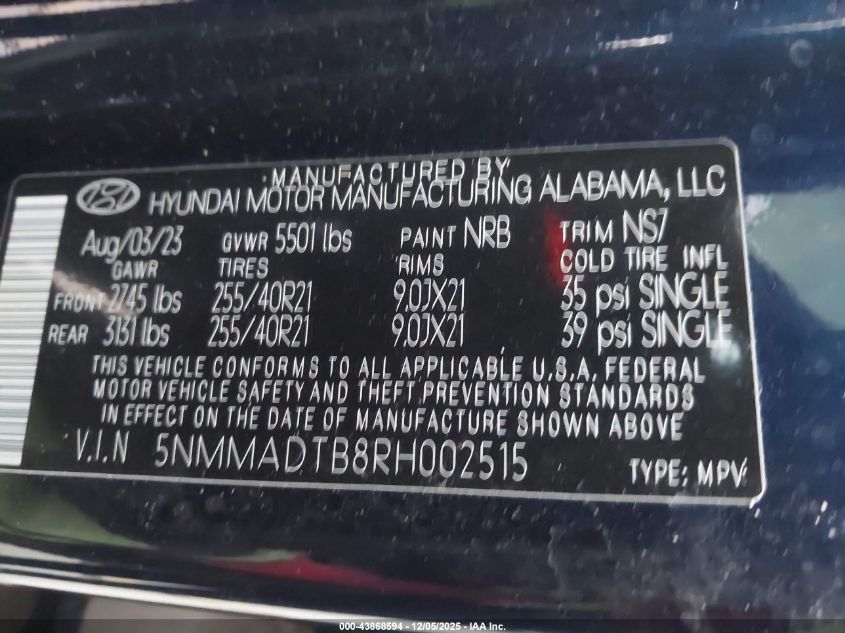 MANUFACTURED BY
HYUNDAI MOTOR MANUFACTURING ALABAMA, LLC
Aug/03/23 GVWR 5501 lbs PAINT NRB TRIM NS7
GAWR TIRES RIMS COLD TIRE INFL
FRONT 2745 lbs 255/40R21 9.0JX21 35 psi SINGLE
REAR 3131 lbs 255/40R21 9.0JX21 39 psi SINGLE
THIS VEHICLE CONFORMS TO ALL APPLICABLE U.S.A. FEDERAL
MOTOR VEHICLE SAFETY AND THEFT PREVENTION STANDARDS
IN EFFECT ON THE DATE OF MANUFACTURE SHOWN ABOVE
V.I.N 5NMMADTB8RH002515 TYPE: MPV
000-43868594 - 12/05/2025 - IAA Inc.